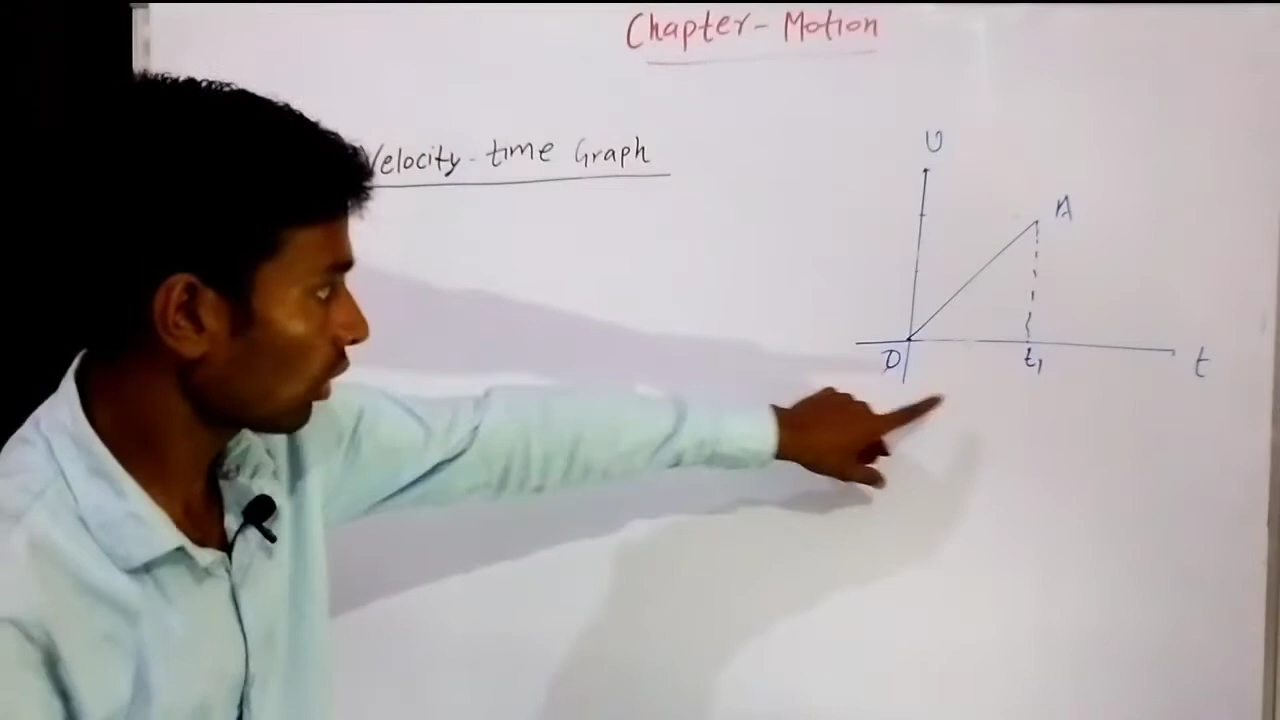 Chapter - Motion
Velocity - time Graph
υ
A
O
t₁
t